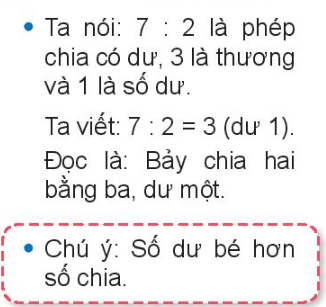 • Ta nói: 7 : 2 là phép
chia có dư, 3 là thương
và 1 là số dư.
Ta viết: 7 : 2 = 3 (dư 1).
Đọc là: Bảy chia hai
bằng ba, dư một.
• Chú ý: Số dư bé hơn
số chia.